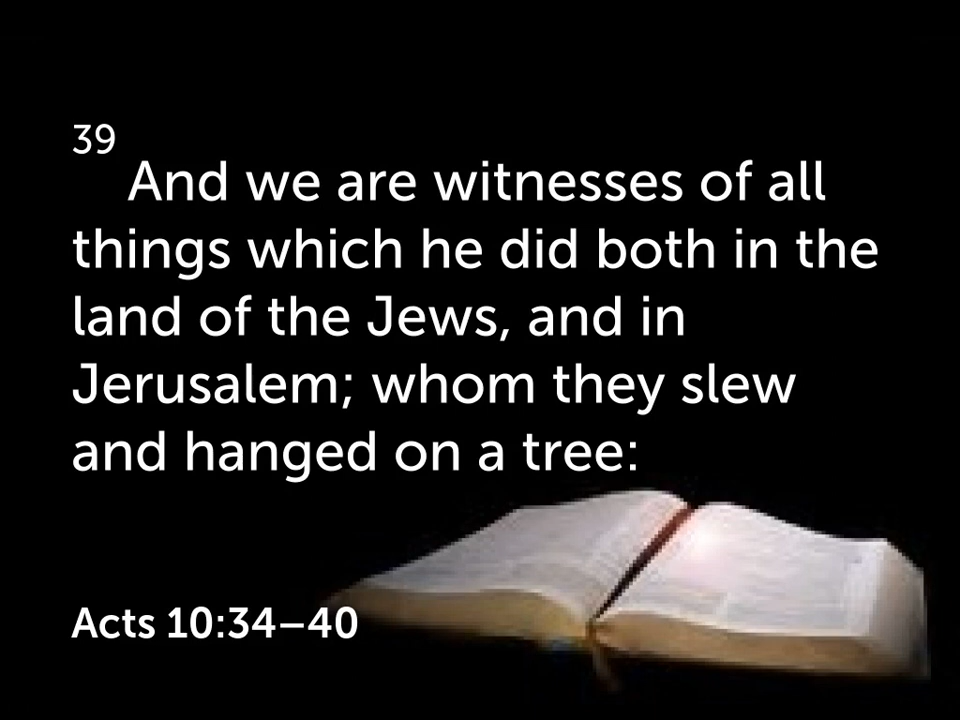 39
And we are witnesses of all
things which he did both in the
land of the Jews, and in
Jerusalem; whom they slew
and hanged on a tree:
Acts 10:34–40